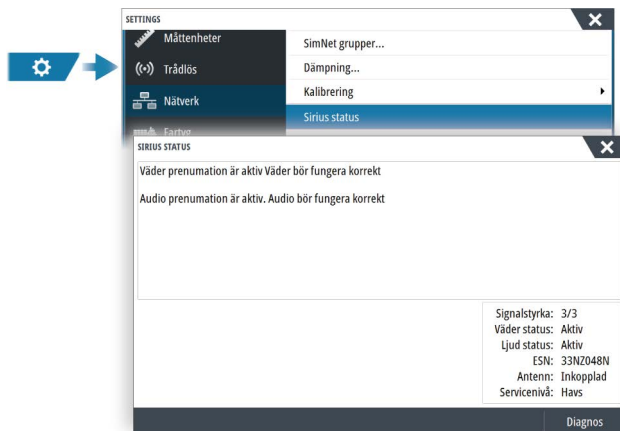 SETTINGS
Måttenheter
SimNet grupper...
Trådlös
Dämpning...
Kalibrering
Nätverk
Sirius status
Fartyg
SIRIUS STATUS
Väder prenumation är aktiv Väder bör fungera korrekt
Audio prenumation är aktiv. Audio bör fungera korrekt
Signalstyrka: 3/3
Väder status: Aktiv
Ljud status: Aktiv
ESN: 33NZ048N
Antenn: Inkopplad
Servicenivå: Havs
Diagnos